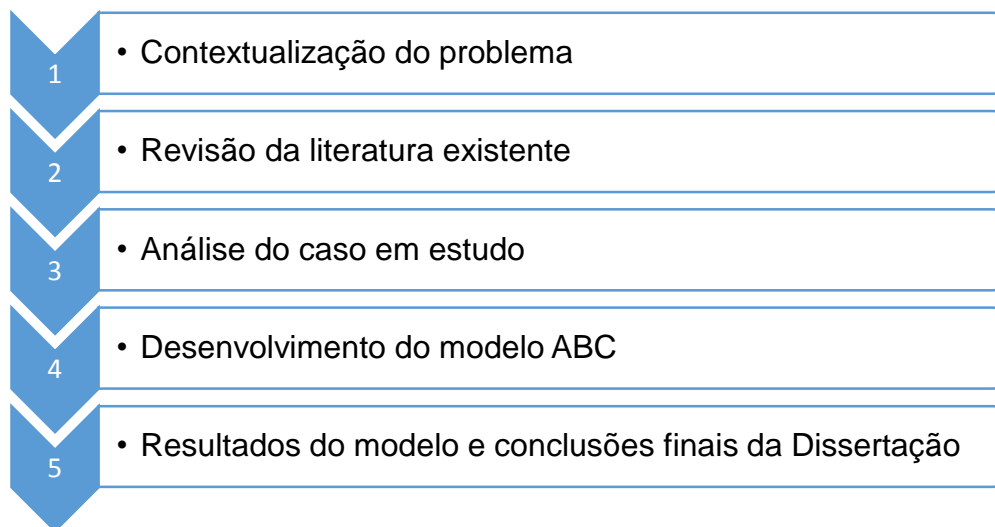 1
• Contextualização do problema
2
• Revisão da literatura existente
3
• Análise do caso em estudo
4
• Desenvolvimento do modelo ABC
5
• Resultados do modelo e conclusões finais da Dissertação